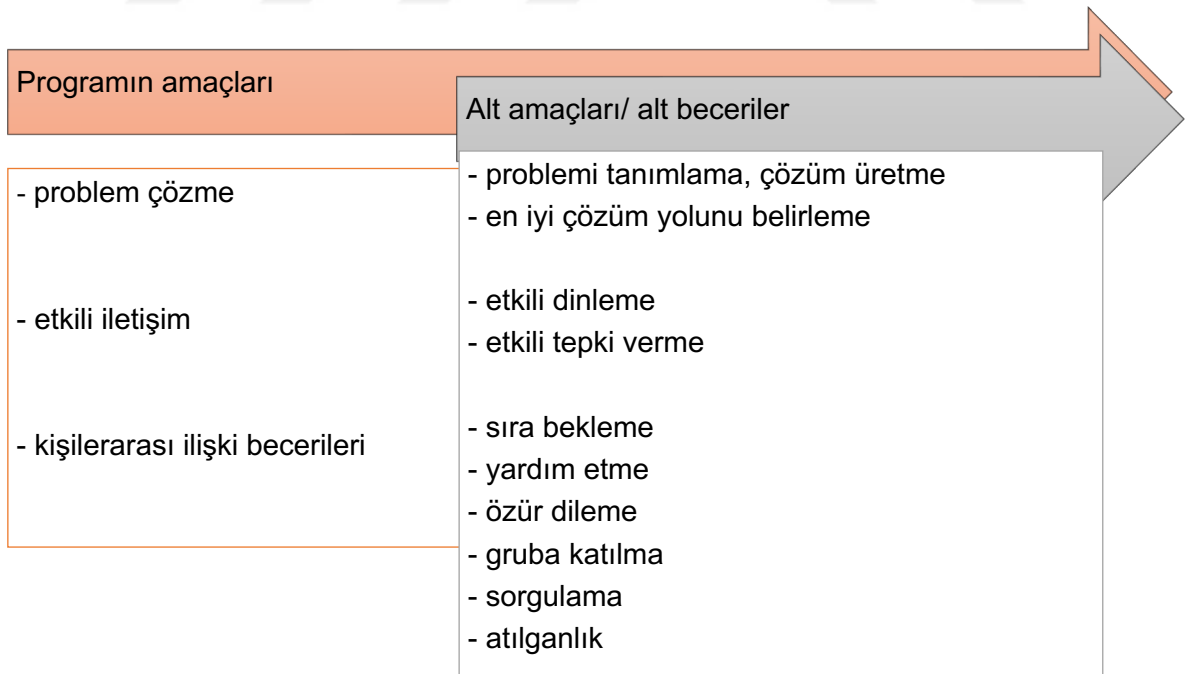 Programın amaçları
Alt amaçları/ alt beceriler
- problem çözme
- etkili iletişim
- kişilerarası ilişki becerileri
- problemi tanımlama, çözüm üretme
- en iyi çözüm yolunu belirleme
- etkili dinleme
- etkili tepki verme
- sıra bekleme
- yardım etme
- özür dileme
- gruba katılma
- sorgulama
- atılganlık